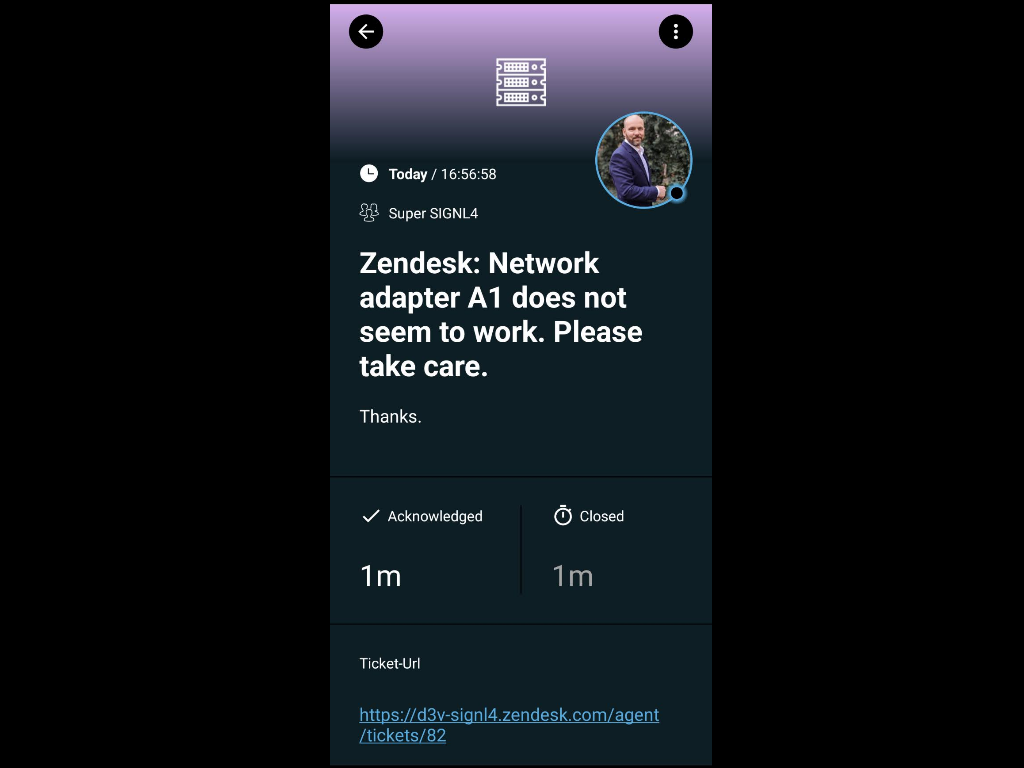 Today / 16:56:58
Super SIGNL4
Zendesk: Network
adapter A1 does not
seem to work. Please
take care.
Thanks.
Acknowledged
Closed
1m
1m
Ticket-Url
https://d3v-signl4.zendesk.com/agent
/tickets/82